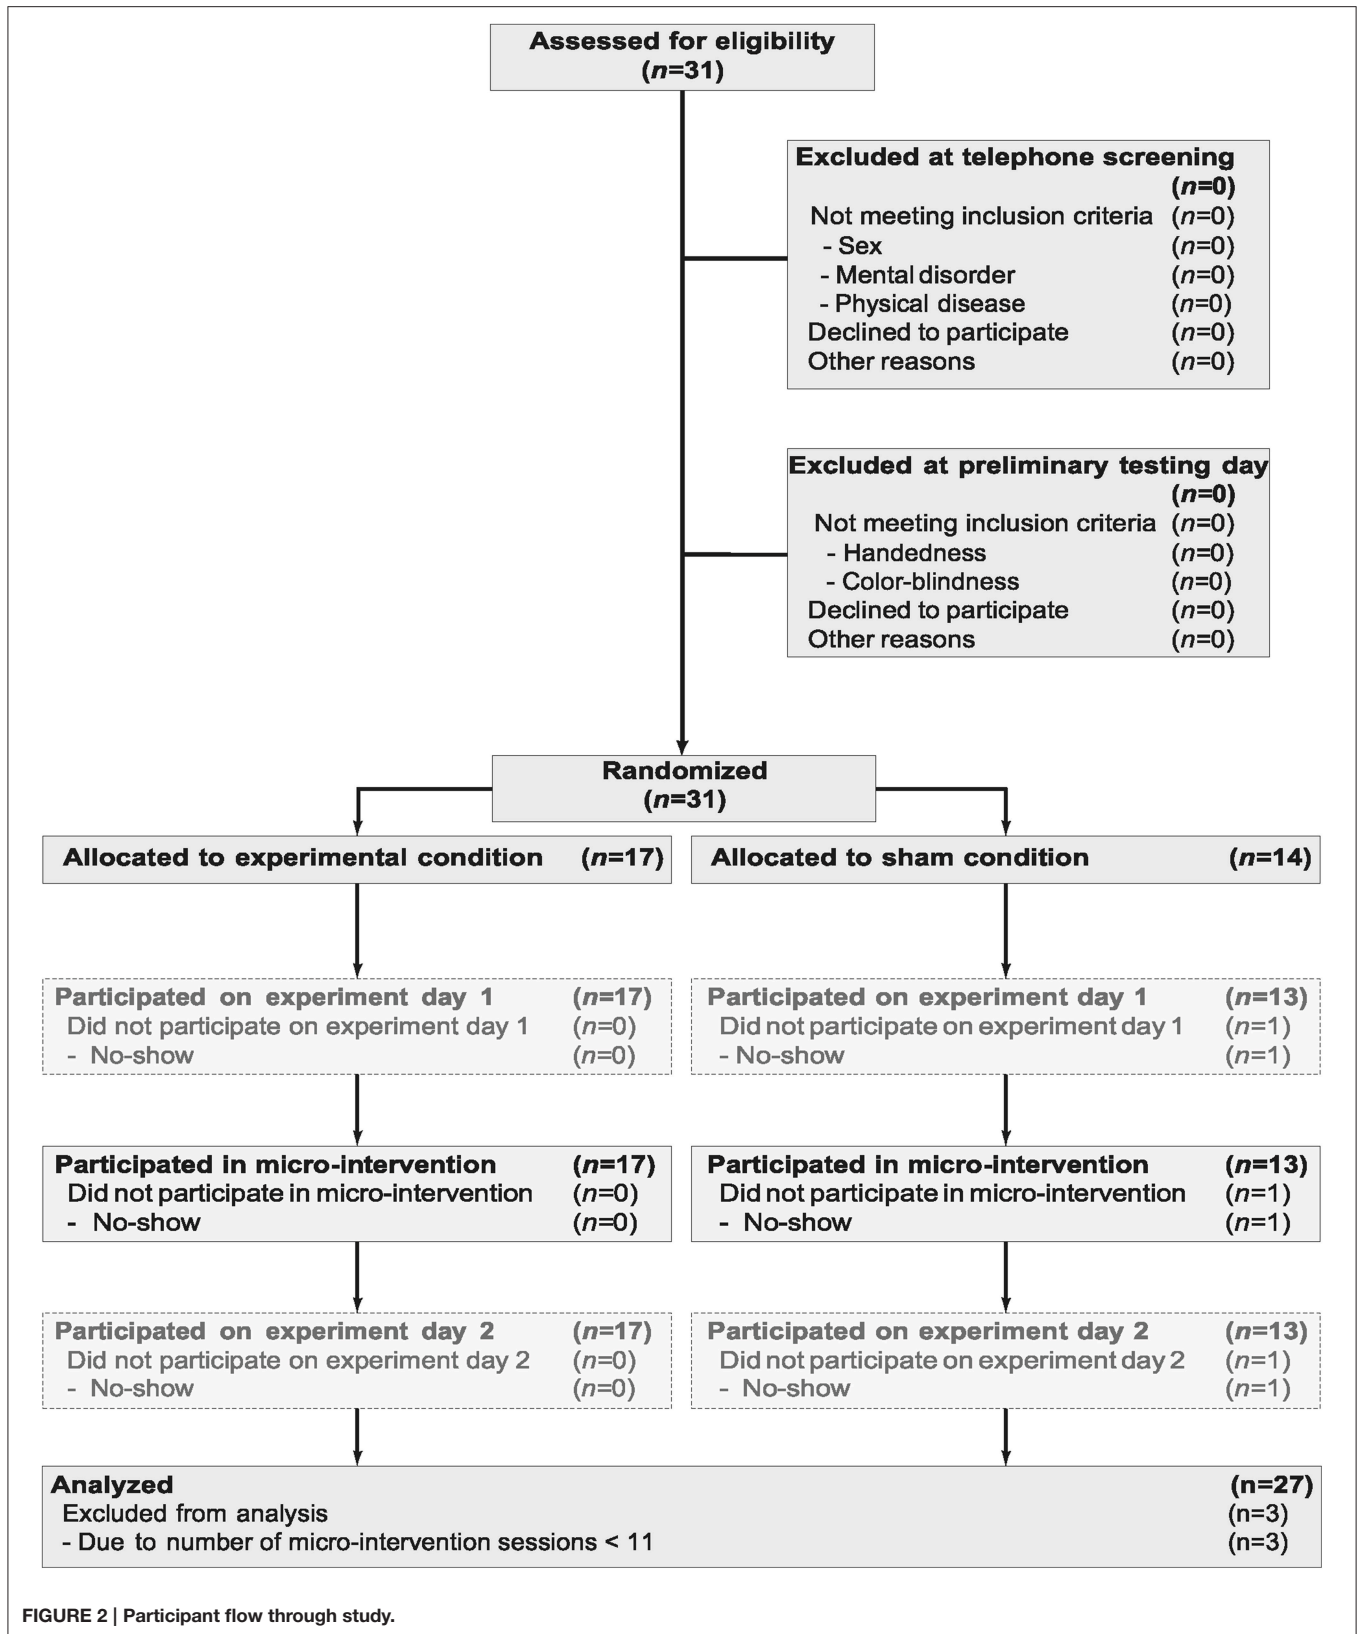 Assessed for eligibility
(n=31)
Excluded at telephone screening
(n=0)
Not meeting inclusion criteria (n=0)
- Sex (n=0)
- Mental disorder (n=0)
- Physical disease (n=0)
Declined to participate (n=0)
Other reasons (n=0)
Excluded at preliminary testing day
(n=0)
Not meeting inclusion criteria (n=0)
- Handedness (n=0)
- Color-blindness (n=0)
Declined to participate (n=0)
Other reasons (n=0)
Randomized
(n=31)
Allocated to experimental condition (n=17)
Allocated to sham condition (n=14)
Participated on experiment day 1 (n=17)
Did not participate on experiment day 1 (n=0)
- No-show (n=0)
Participated on experiment day 1 (n=13)
Did not participate on experiment day 1 (n=1)
- No-show (n=1)
Participated in micro-intervention (n=17)
Did not participate in micro-intervention (n=0)
- No-show (n=0)
Participated in micro-intervention (n=13)
Did not participate in micro-intervention (n=1)
- No-show (n=1)
Participated on experiment day 2 (n=17)
Did not participate on experiment day 2 (n=0)
- No-show (n=0)
Participated on experiment day 2 (n=13)
Did not participate on experiment day 2 (n=1)
- No-show (n=1)
Analyzed (n=27)
Excluded from analysis (n=3)
- Due to number of micro-intervention sessions < 11 (n=3)
FIGURE 2 | Participant flow through study.